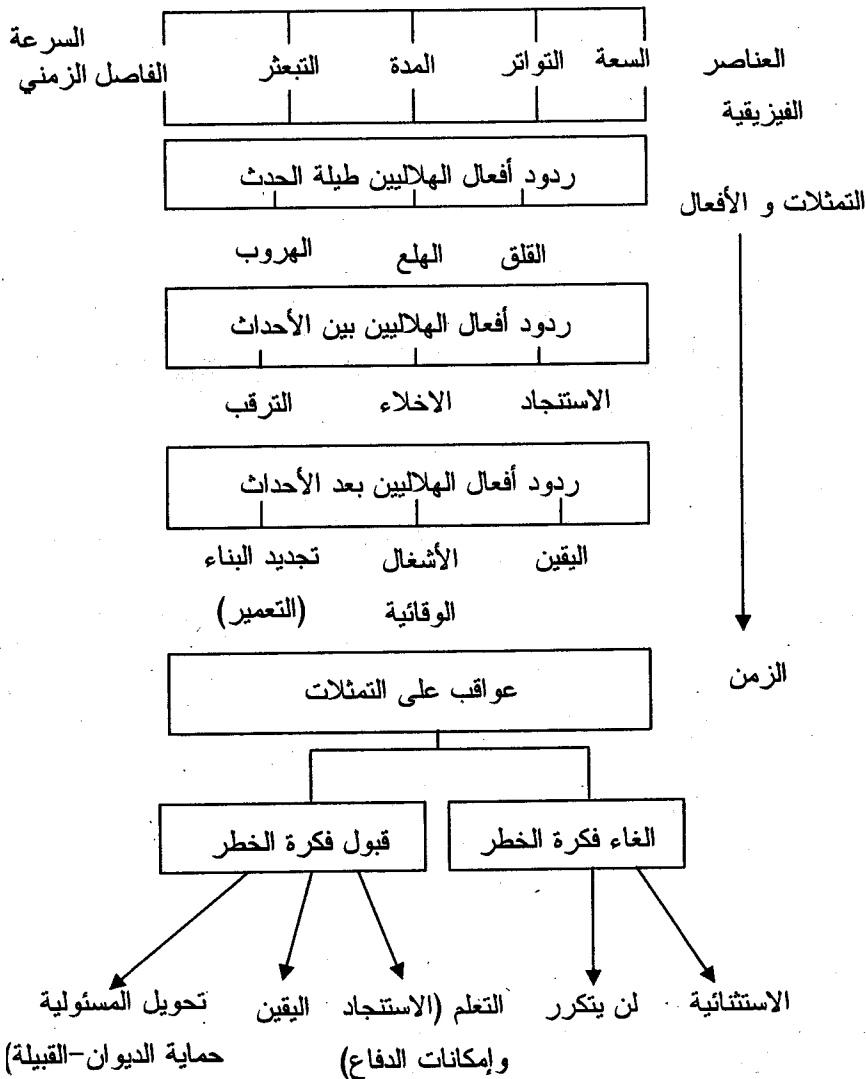 السرعة
العناصر السعة التواتر المدة التبعثر الفاصل الزمني
الفيزيقية
ردود أفعال الهلاليين طيلة الحدث
التمثلات و الأفعال
القلق الهلع الهروب
ردود أفعال الهلاليين بين الأحداث
الاستنجاد الاخلاء الترقب
ردود أفعال الهلاليين بعد الأحداث
اليقين الأشغال تجديد البناء
الوقائية (التعمير)
الزمن
عواقب على التمثلات
الغاء فكرة الخطر قبول فكرة الخطر
الاستثنائية لن يتكرر التعلم (الاستنجاد اليقين تحويل المسئولية
و إمكانات الدفاع) حماية الديوان-القبيلة)